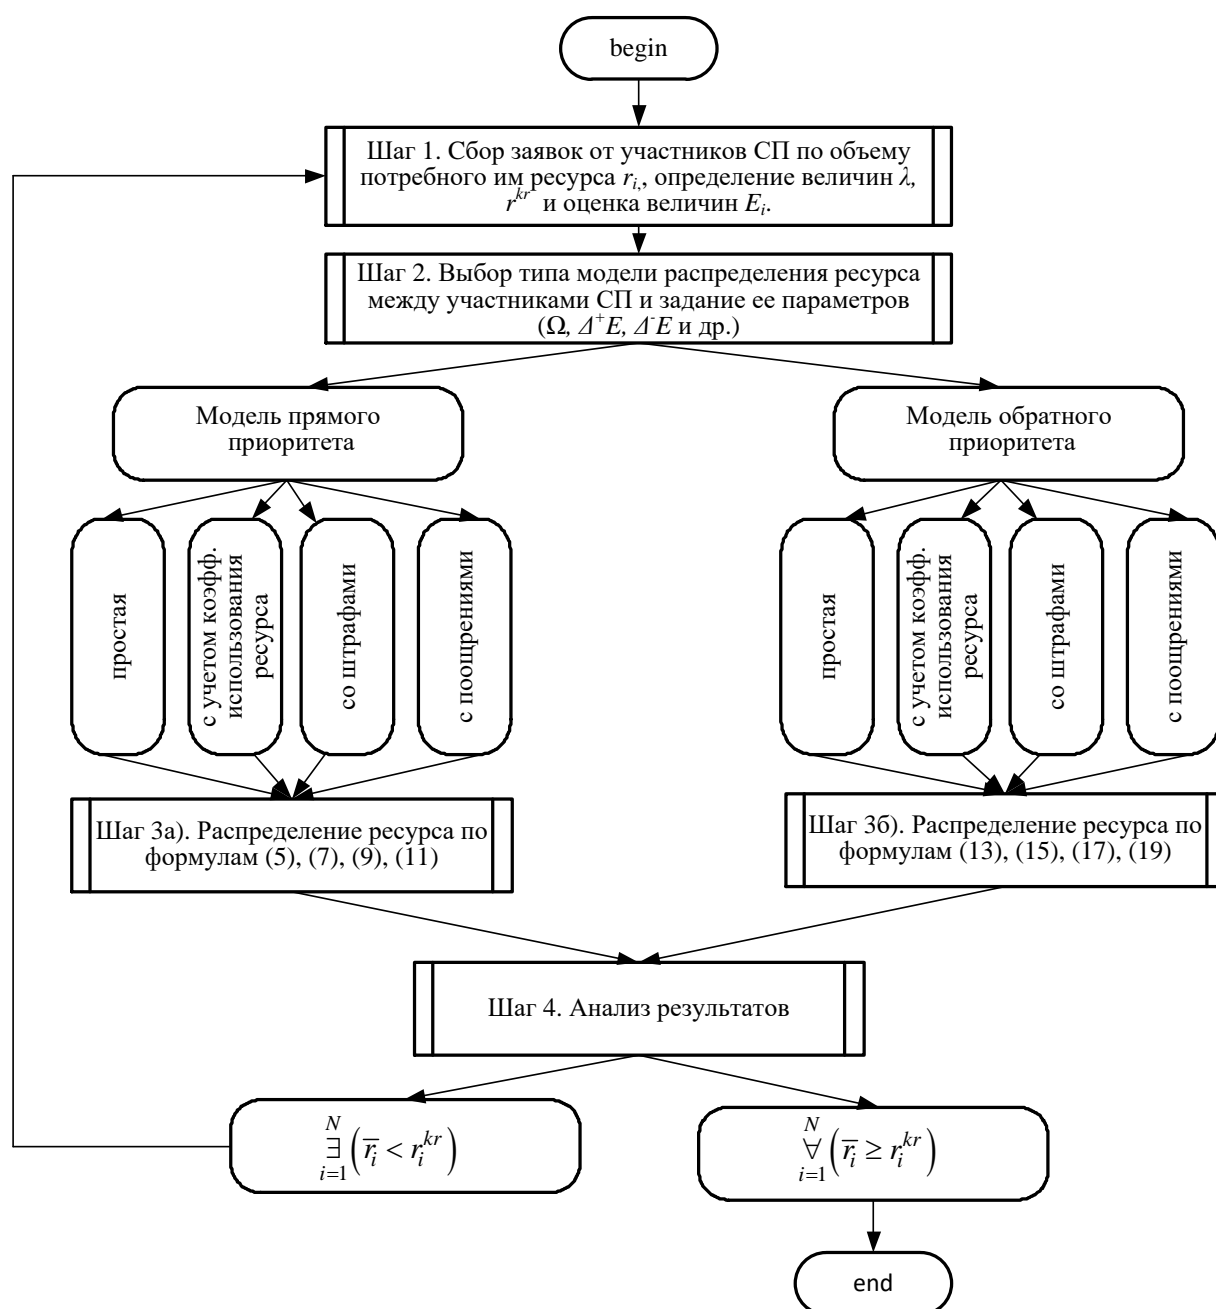 begin
Шаг 1. Сбор заявок от участников СП по объему
потребного им ресурса r_{i,}, определение величин λ,
r^{kr} и оценка величин E_i.
Шаг 2. Выбор типа модели распределения ресурса
между участниками СП и задание ее параметров
(Ω, Δ⁺E, Δ⁻E и др.)
Модель прямого
приоритета
Модель обратного
приоритета
простая
с учетом коэфф.
использования
ресурса
со штрафами
с поощрениями
простая
с учетом коэфф.
использования
ресурса
со штрафами
с поощрениями
Шаг 3а). Распределение ресурса по
формулам (5), (7), (9), (11)
Шаг 3б). Распределение ресурса по
формулам (13), (15), (17), (19)
Шаг 4. Анализ результатов
N
∃ (r̅_i < r_i^{kr})
i=1
N
∀ (r̅_i ≥ r_i^{kr})
i=1
end